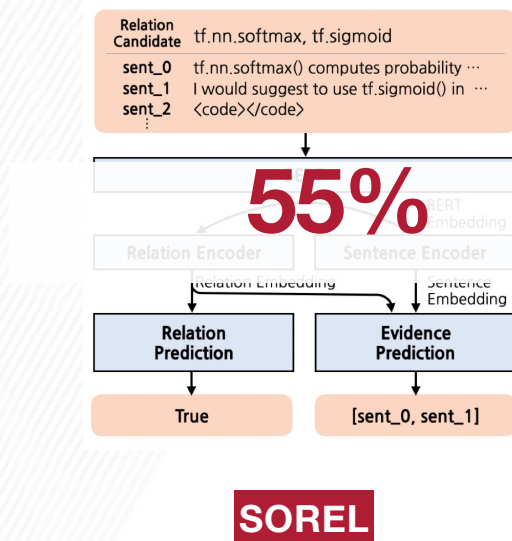 Relation
Candidate tf.nn.softmax, tf.sigmoid
sent_0 tf.nn.softmax() computes probability ⋯
sent_1 I would suggest to use tf.sigmoid() in ⋯
sent_2 <code></code>
⋮
55%
BERT
Embedding
Relation Encoder Sentence Encoder
Relation Embedding Sentence
Embedding
Relation
Prediction
Evidence
Prediction
True [sent_0, sent_1]
SOREL